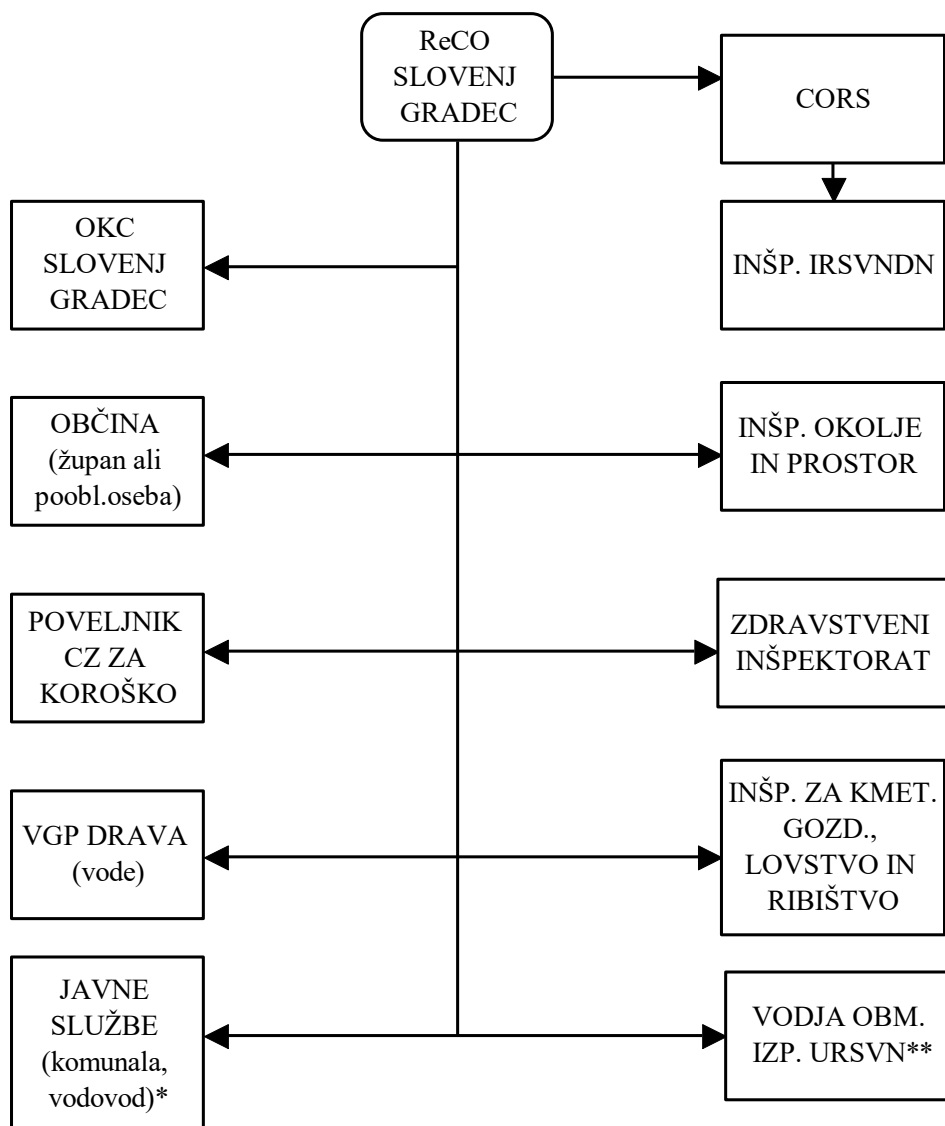 ReCO
SLOVENJ
GRADEC
CORS
OKC
SLOVENJ
GRADEC
INŠP. IRSVNDN
OBČINA
(župan ali
poobl.oseba)
INŠP. OKOLJE
IN PROSTOR
POVELJNIK
CZ ZA
KOROŠKO
ZDRAVSTVENI
INŠPEKTORAT
VGP DRAVA
(vode)
INŠP. ZA KMET.
GOZD.,
LOVSTVO IN
RIBIŠTVO
JAVNE
SLUŽBE
(komunala,
vodovod)*
VODJA OBM.
IZP. URSVN**